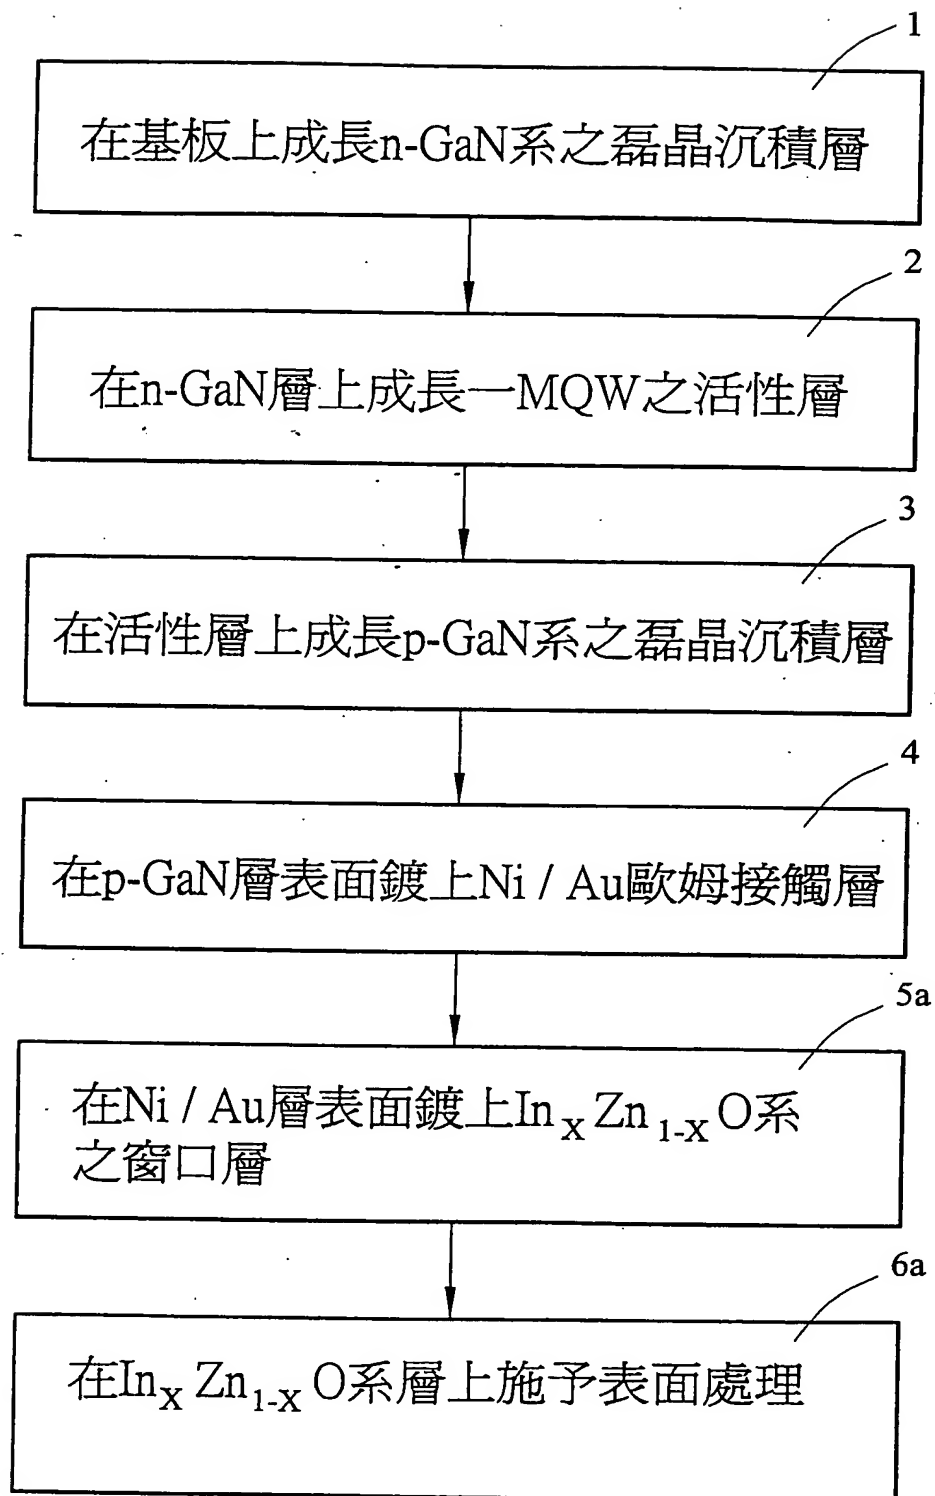 1
在基板上成長n-GaN系之磊晶沉積層
2
在n-GaN層上成長一MQW之活性層
3
在活性層上成長p-GaN系之磊晶沉積層
4
在p-GaN層表面鍍上Ni / Au歐姆接觸層
5a
在Ni / Au層表面鍍上InX Zn 1-X O系
之窗口層
6a
在InX Zn1-X O系層上施予表面處理